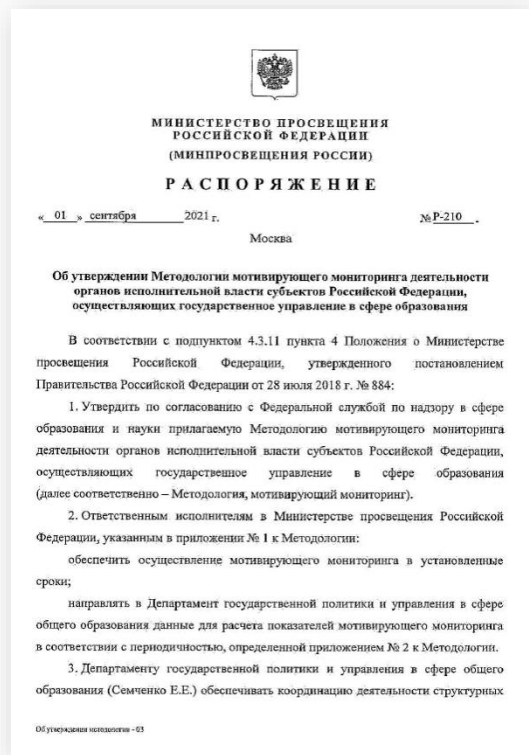 МИНИСТЕРСТВО ПРОСВЕЩЕНИЯ
РОССИЙСКОЙ ФЕДЕРАЦИИ
(МИНПРОСВЕЩЕНИЯ РОССИИ)
РАСПОРЯЖЕНИЕ
« 01 » сентября 2021 г. № Р-210 .
Москва
Об утверждении Методологии мотивирующего мониторинга деятельности
органов исполнительной власти субъектов Российской Федерации,
осуществляющих государственное управление в сфере образования
В соответствии с подпунктом 4.3.11 пункта 4 Положения о Министерстве
просвещения Российской Федерации, утвержденного постановлением
Правительства Российской Федерации от 28 июля 2018 г. № 884:
1. Утвердить по согласованию с Федеральной службой по надзору в сфере
образования и науки прилагаемую Методологию мотивирующего мониторинга
деятельности органов исполнительной власти субъектов Российской Федерации,
осуществляющих государственное управление в сфере образования
(далее соответственно – Методология, мотивирующий мониторинг).
2. Ответственным исполнителям в Министерстве просвещения Российской
Федерации, указанным в приложении № 1 к Методологии:
обеспечить осуществление мотивирующего мониторинга в установленные
сроки;
направлять в Департамент государственной политики и управления в сфере
общего образования данные для расчета показателей мотивирующего мониторинга
в соответствии с периодичностью, определенной приложением № 2 к Методологии.
3. Департаменту государственной политики и управления в сфере общего
образования (Семченко Е.Е.) обеспечивать координацию деятельности структурных
Об утверждении методологии - 03